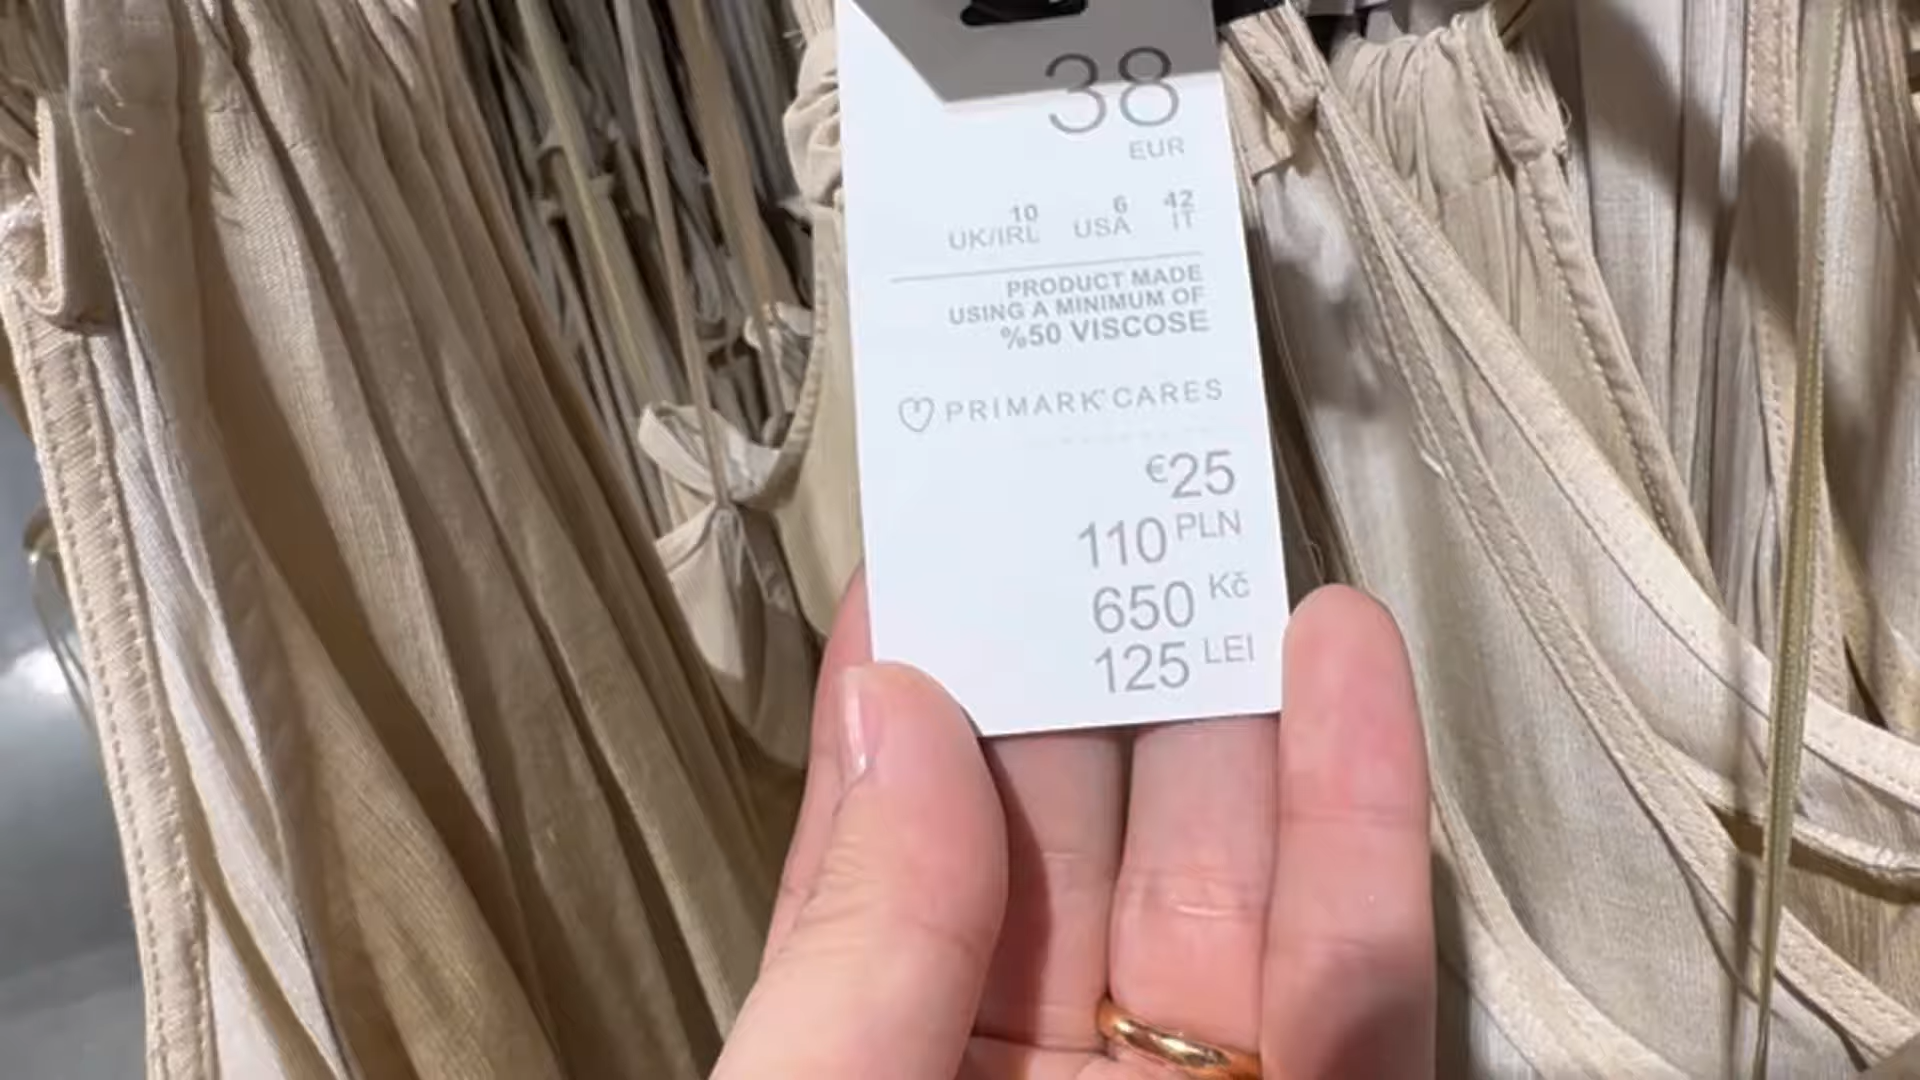 38
EUR
10 6 42
UK/IRL USA IT
PRODUCT MADE
USING A MINIMUM OF
%50 VISCOSE
PRIMARK® CARES
€25
110 PLN
650 Kč
125 LEI